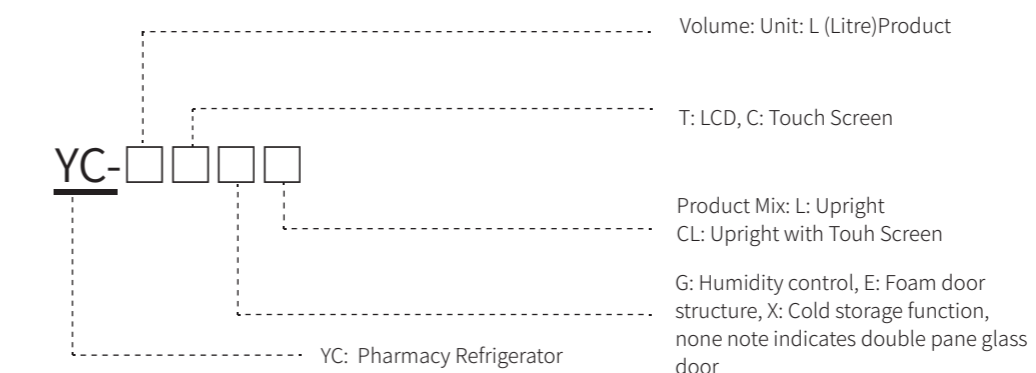 Volume: Unit: L (Litre)Product
T: LCD, C: Touch Screen
YC-□□□□
Product Mix: L: Upright
CL: Upright with Touh Screen
G: Humidity control, E: Foam door
structure, X: Cold storage function,
none note indicates double pane glass
door
YC: Pharmacy Refrigerator